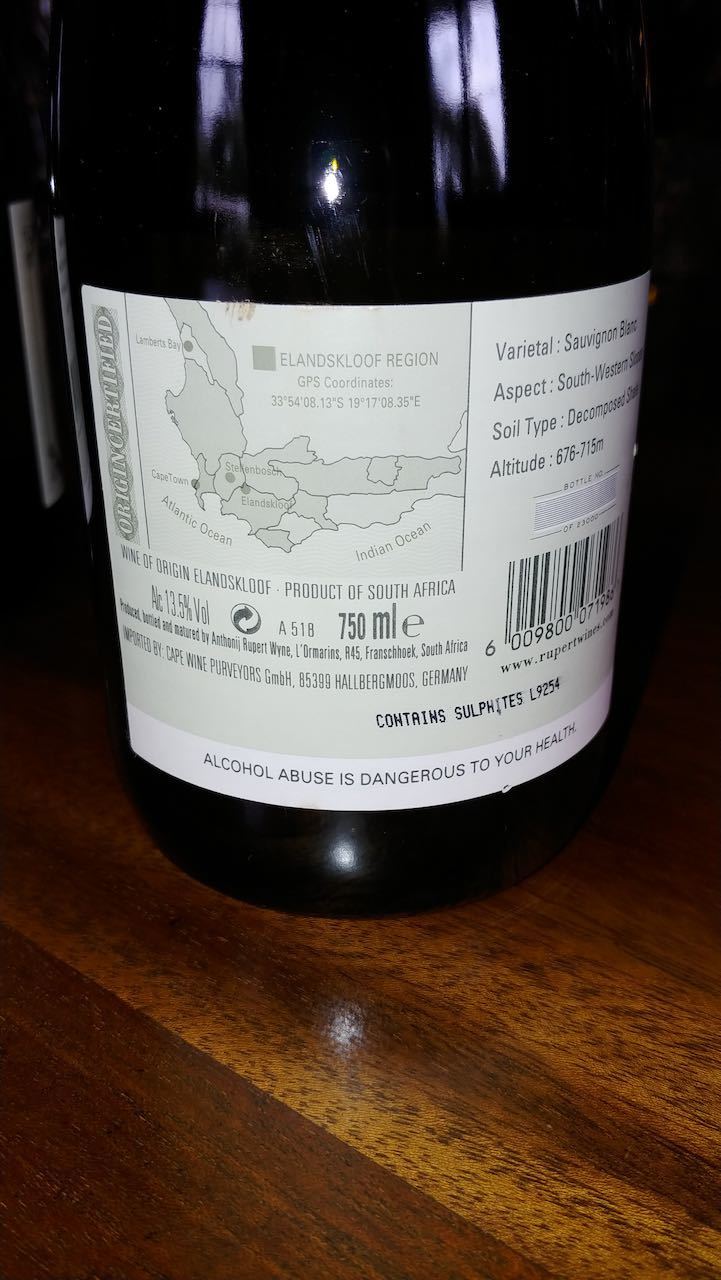 ORIGIN CERTIFIED
Lamberts Bay
ELANDSKLOOF REGION
GPS Coordinates:
33°54'08.13"S 19°17'08.35"E
Stellenbosch
CapeTown
Elandskloof
Atlantic Ocean
Indian Ocean
WINE OF ORIGIN ELANDSKLOOF · PRODUCT OF SOUTH AFRICA
Alc 13.5% Vol
A518
750 ml e
Produced, bottled and matured by Anthonij Rupert Wyne, L'Ormarins, R45, Franschhoek, South Africa
IMPORTED BY: CAPE WINE PURVEYORS GmbH, 85399 HALLBERGMOOS, GERMANY
Varietal : Sauvignon Blanc
Aspect : South-Western
Soil Type : Decomposed
Altitude : 676-715m
BOTTLE NO.
OF 23000
6 009800 07198
www.rupertwines.
CONTAINS SULPHITES L9254
ALCOHOL ABUSE IS DANGEROUS TO YOUR HEALTH.